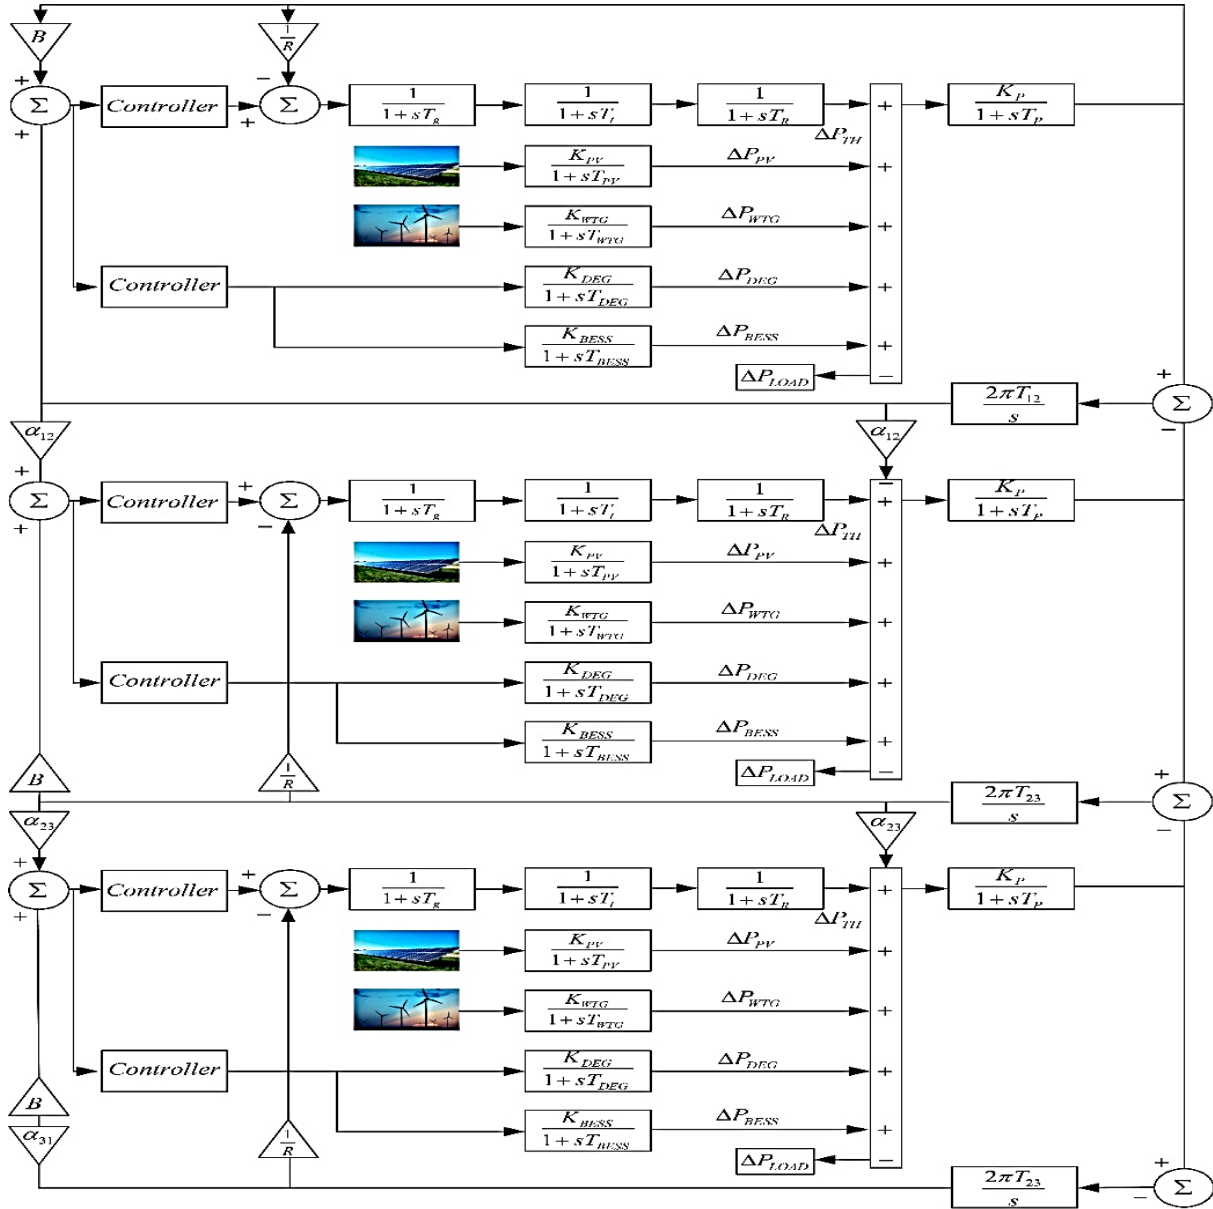 B
1/R
+
−
Σ
Controller
Σ
1/(1+sT_g)
1/(1+sT_t)
1/(1+sT_R)
+
K_P/(1+sT_P)
+
+
ΔP_TH
K_PV/(1+sT_PV)
ΔP_PV
+
K_WTG/(1+sT_WTG)
ΔP_WTG
+
Controller
K_DEG/(1+sT_DEG)
ΔP_DEG
+
K_BESS/(1+sT_BESS)
ΔP_BESS
+
ΔP_LOAD
−
+
2πT_12/s
Σ
−
α_12
α_12
+
+
−
Σ
Controller
Σ
1/(1+sT_g)
1/(1+sT_t)
1/(1+sT_R)
+
K_P/(1+sT_P)
+
−
ΔP_TH
K_PV/(1+sT_PV)
ΔP_PV
+
K_WTG/(1+sT_WTG)
ΔP_WTG
+
Controller
K_DEG/(1+sT_DEG)
ΔP_DEG
+
K_BESS/(1+sT_BESS)
ΔP_BESS
+
B
1/R
ΔP_LOAD
−
+
2πT_23/s
Σ
−
α_23
α_23
+
+
Σ
Controller
Σ
1/(1+sT_g)
1/(1+sT_t)
1/(1+sT_R)
+
K_P/(1+sT_P)
+
−
ΔP_TH
K_PV/(1+sT_PV)
ΔP_PV
+
K_WTG/(1+sT_WTG)
ΔP_WTG
+
Controller
K_DEG/(1+sT_DEG)
ΔP_DEG
+
B
K_BESS/(1+sT_BESS)
ΔP_BESS
+
α_31
1/R
ΔP_LOAD
−
+
2πT_23/s
−
Σ